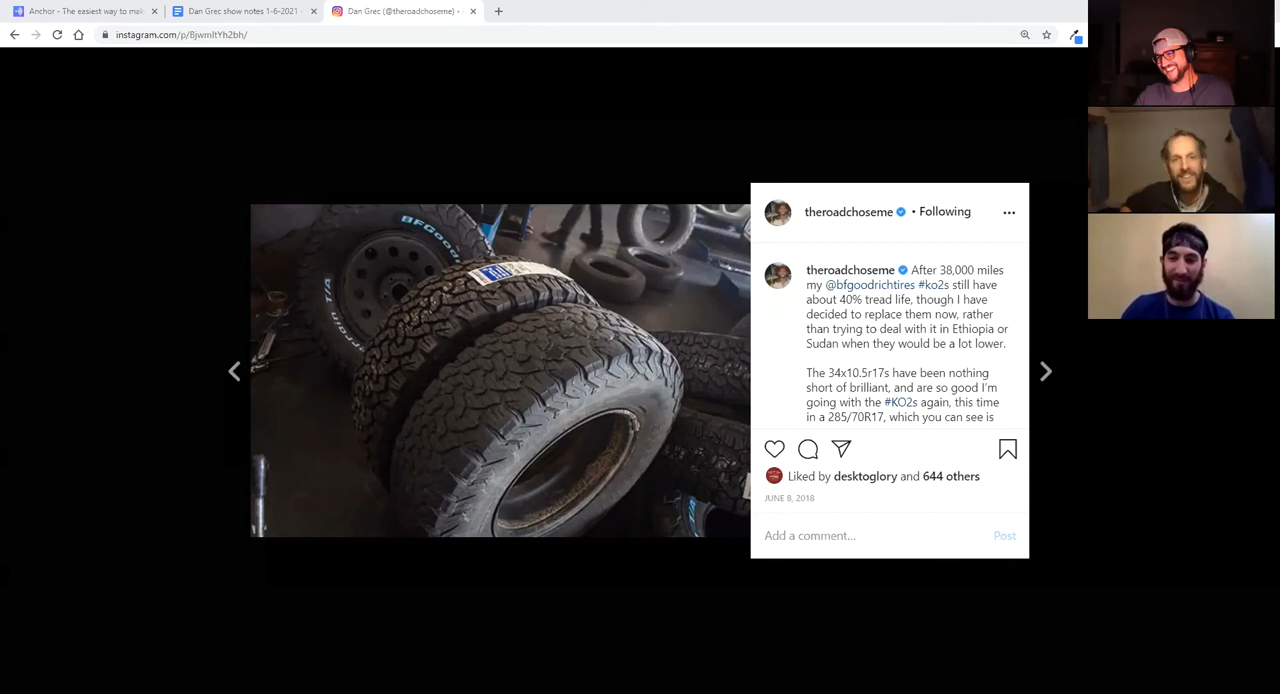 Anchor - The easiest way to mak
Dan Grec show notes 1-6-2021 -
Dan Grec (@theroadchoseme) •
instagram.com/p/BjwmItYh2bh/
BFGood
T/A
T/A
theroadchoseme • Following
theroadchoseme After 38,000 miles
my @bfgoodrichtires #ko2s still have
about 40% tread life, though I have
decided to replace them now, rather
than trying to deal with it in Ethiopia or
Sudan when they would be a lot lower.
The 34x10.5r17s have been nothing
short of brilliant, and are so good I'm
going with the #KO2s again, this time
in a 285/70R17, which you can see is
Liked by desktoglory and 644 others
JUNE 8, 2018
Add a comment...
Post